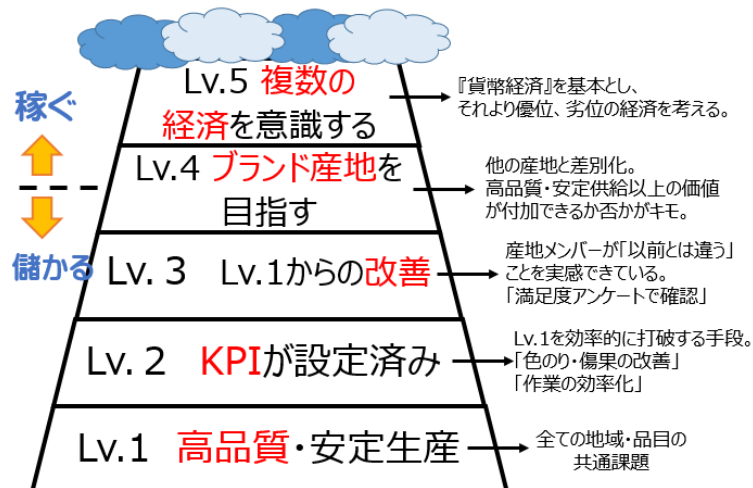 Lv.5 複数の
経済を意識する
『貨幣経済』を基本とし、
それより優位、劣位の経済を考える。
稼ぐ
Lv.4 ブランド産地を
目指す
他の産地と差別化。
高品質・安定供給以上の価値
が付加できるか否かがキモ。
儲かる
Lv. 3 Lv.1からの改善
産地メンバーが「以前とは違う」
ことを実感できている。
「満足度アンケートで確認」
Lv. 2 KPIが設定済み
Lv.1を効率的に打破する手段。
「色のり・傷果の改善」
「作業の効率化」
Lv.1 高品質・安定生産
全ての地域・品目の
共通課題